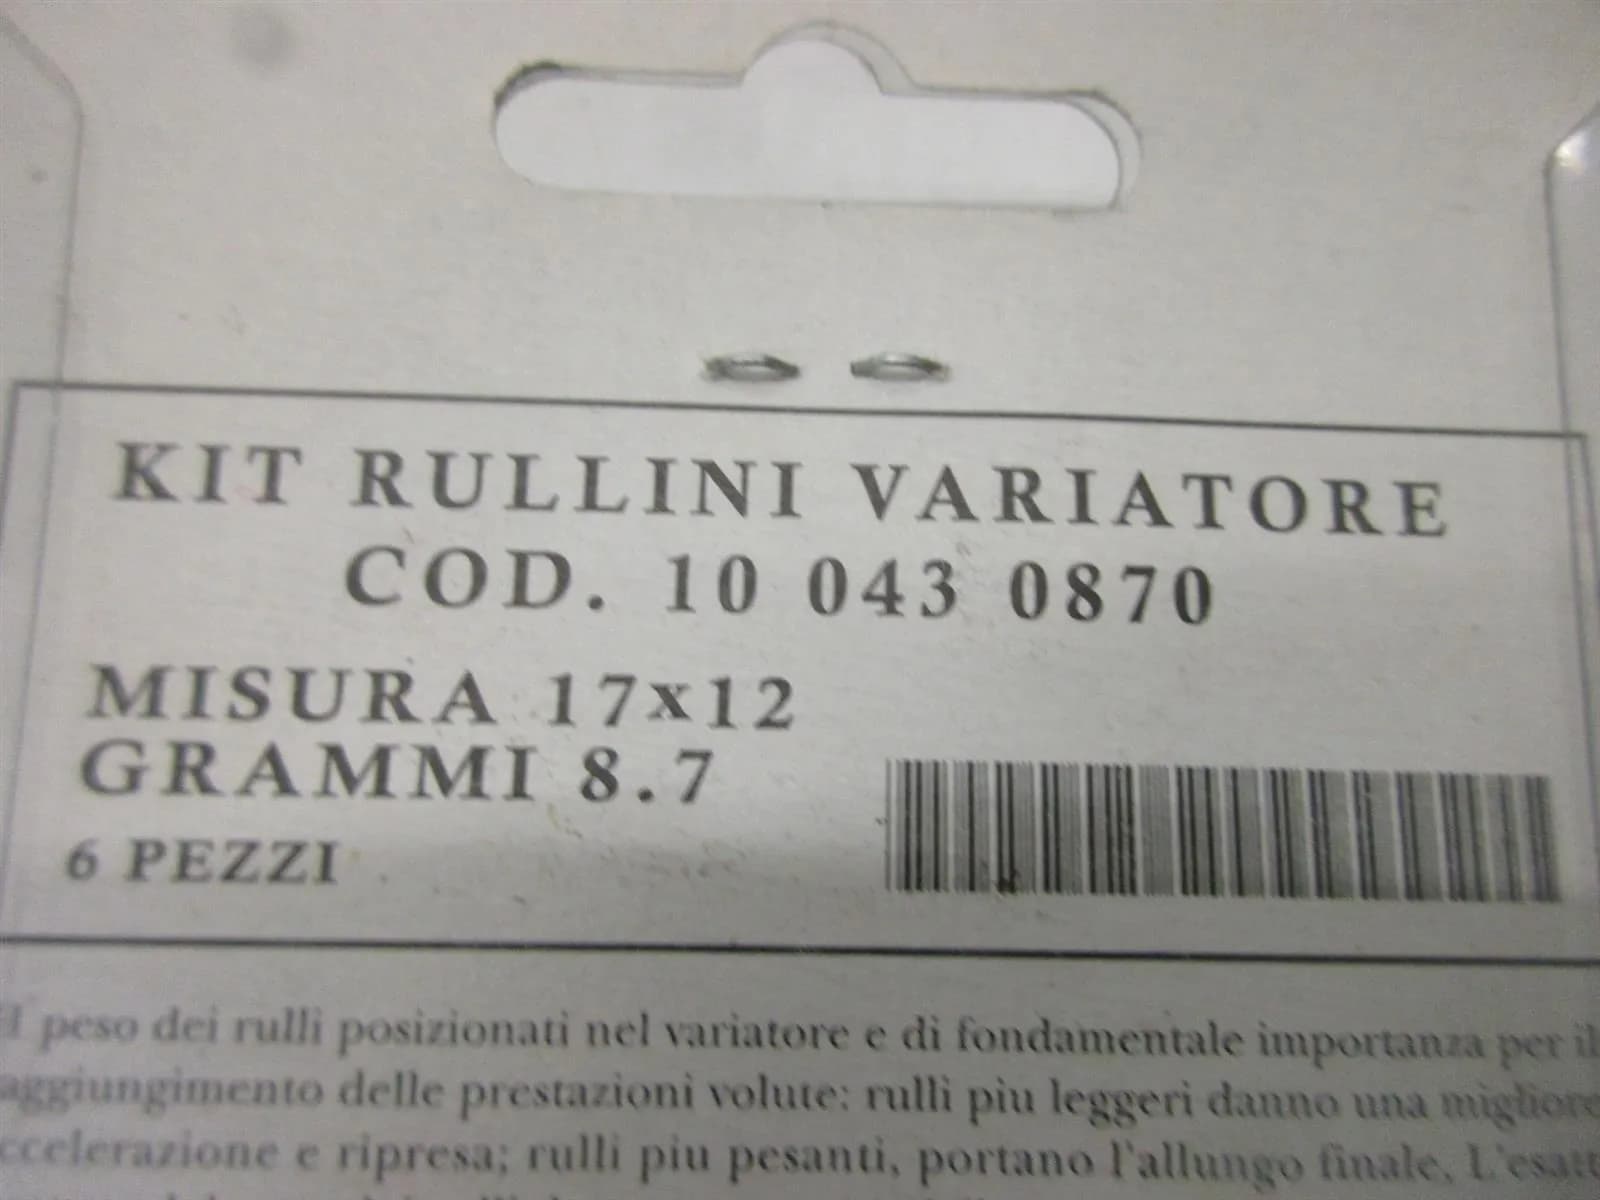 KIT RULLINI VARIATORE
COD. 10 043 0870
MISURA 17x12
GRAMMI 8.7
6 PEZZI
il peso dei rulli posizionati nel variatore e di fondamentale importanza per il
aggiungimento delle prestazioni volute: rulli piu leggeri danno una migliore
ccelerazione e ripresa; rulli piu pesanti, portano l'allungo finale, L'esatt